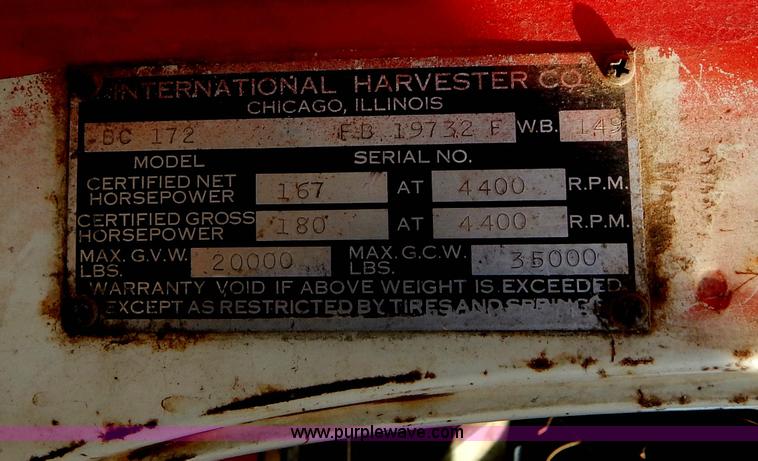 INTERNATIONAL HARVESTER CO
CHICAGO, ILLINOIS
BC 172 FB 19732 F W.B. 149
MODEL SERIAL NO.
CERTIFIED NET HORSEPOWER 167 AT 4400 R.P.M.
CERTIFIED GROSS HORSEPOWER 180 AT 4400 R.P.M.
MAX. G.V.W. LBS. 20000 MAX. G.C.W. LBS. 35000
WARRANTY VOID IF ABOVE WEIGHT IS EXCEEDED
EXCEPT AS RESTRICTED BY TIRES AND SPRINGS
www.purplewave.com